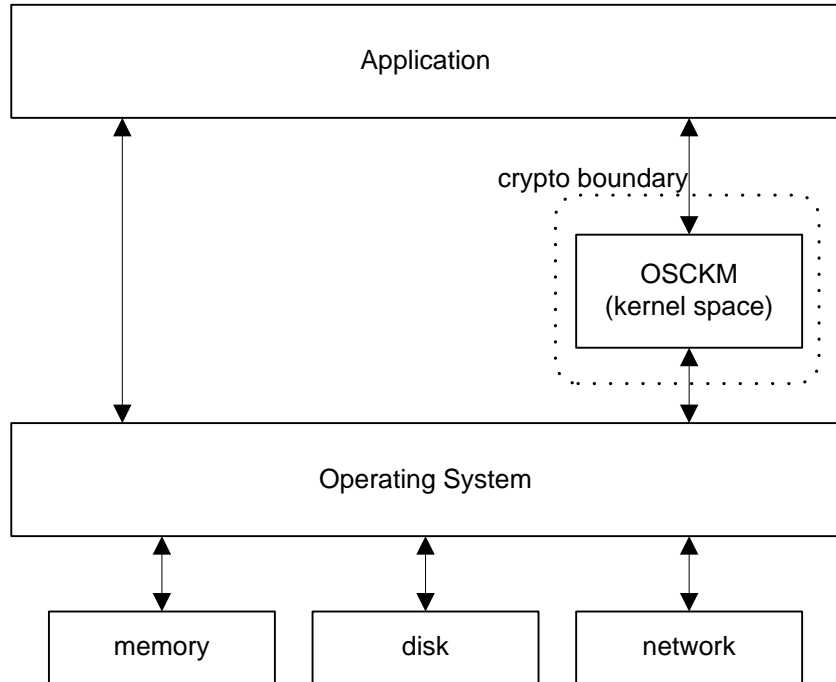 Application
crypto boundary
OSCKM
(kernel space)
Operating System
memory
disk
network